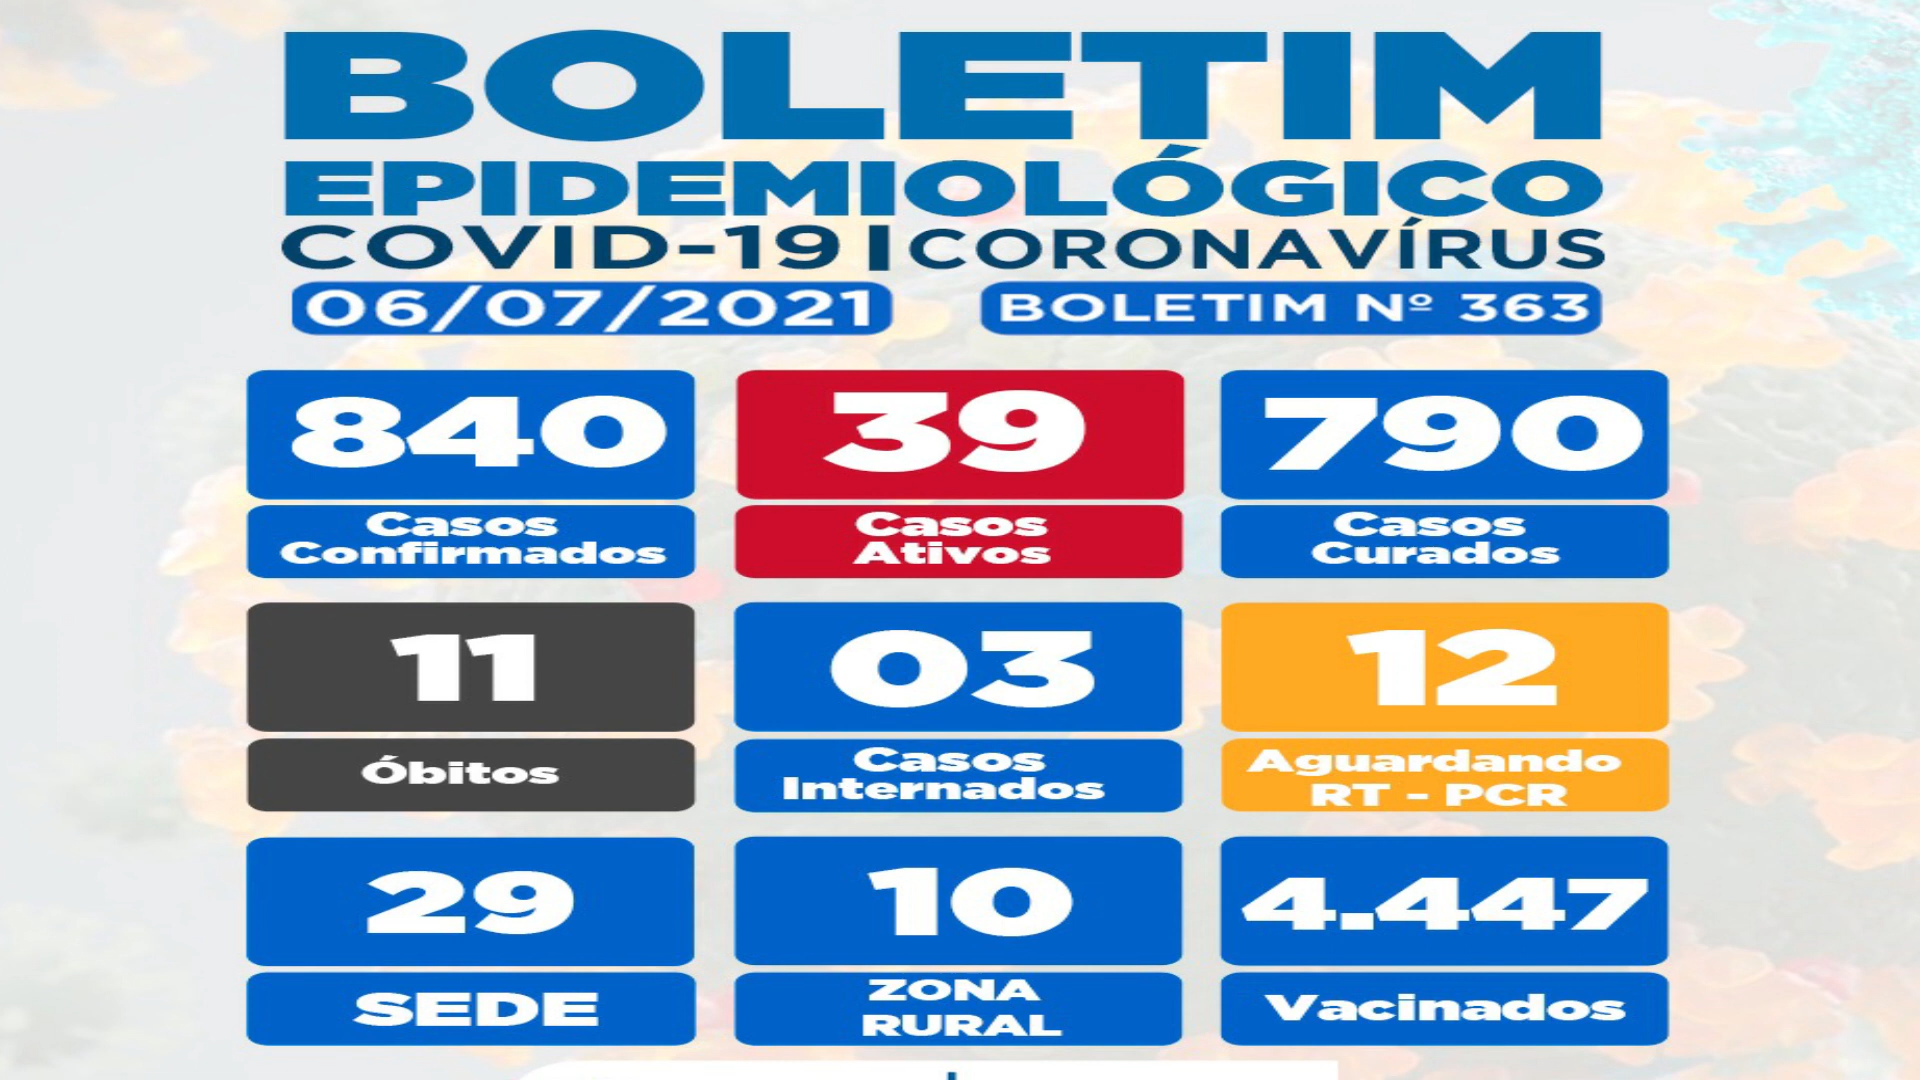 BOLETIM
EPIDEMIOLÓGICO
COVID-19 | CORONAVÍRUS
06/07/2021
BOLETIM Nº 363
840
Casos
Confirmados
39
Casos
Ativos
790
Casos
Curados
11
Óbitos
03
Casos
Internados
12
Aguardando
RT - PCR
29
SEDE
10
ZONA
RURAL
4.447
Vacinados